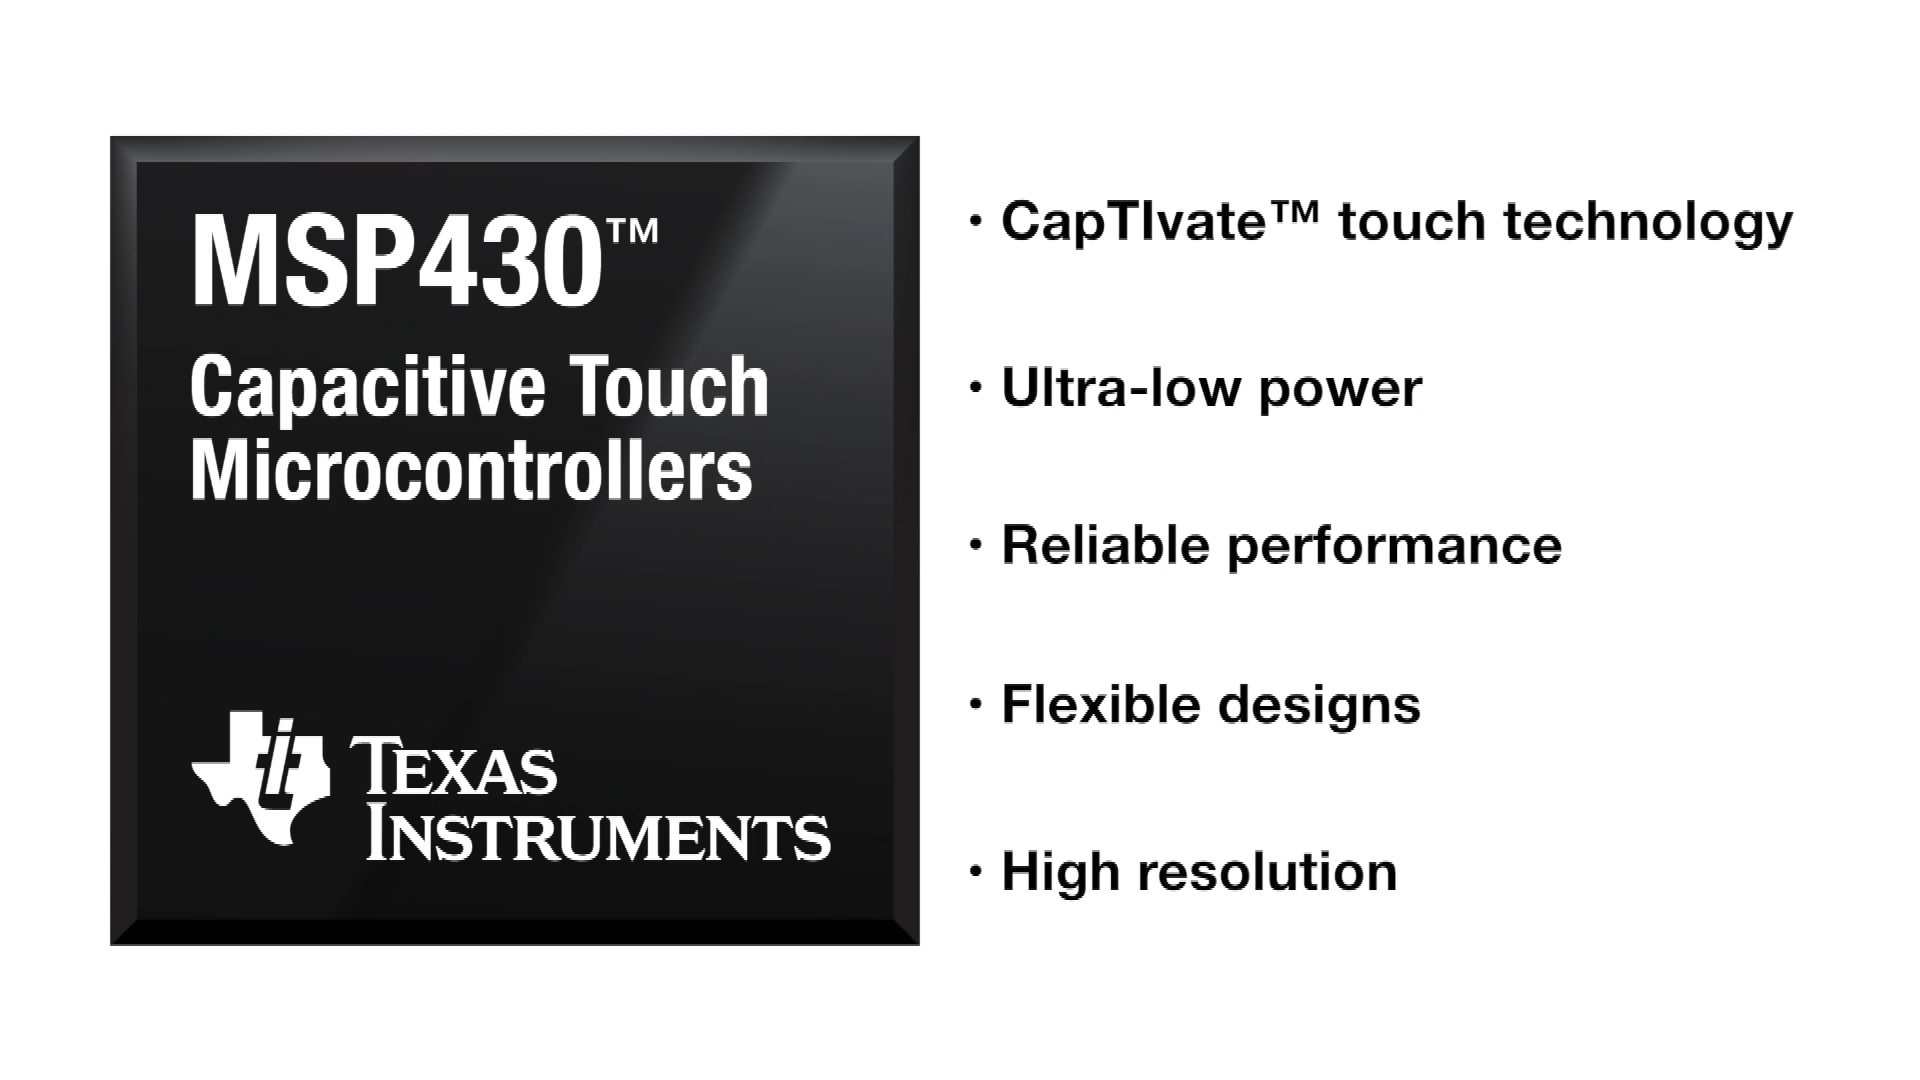 MSP430™
Capacitive Touch
Microcontrollers
TEXAS
INSTRUMENTS
• CapTIvate™ touch technology
• Ultra-low power
• Reliable performance
• Flexible designs
• High resolution